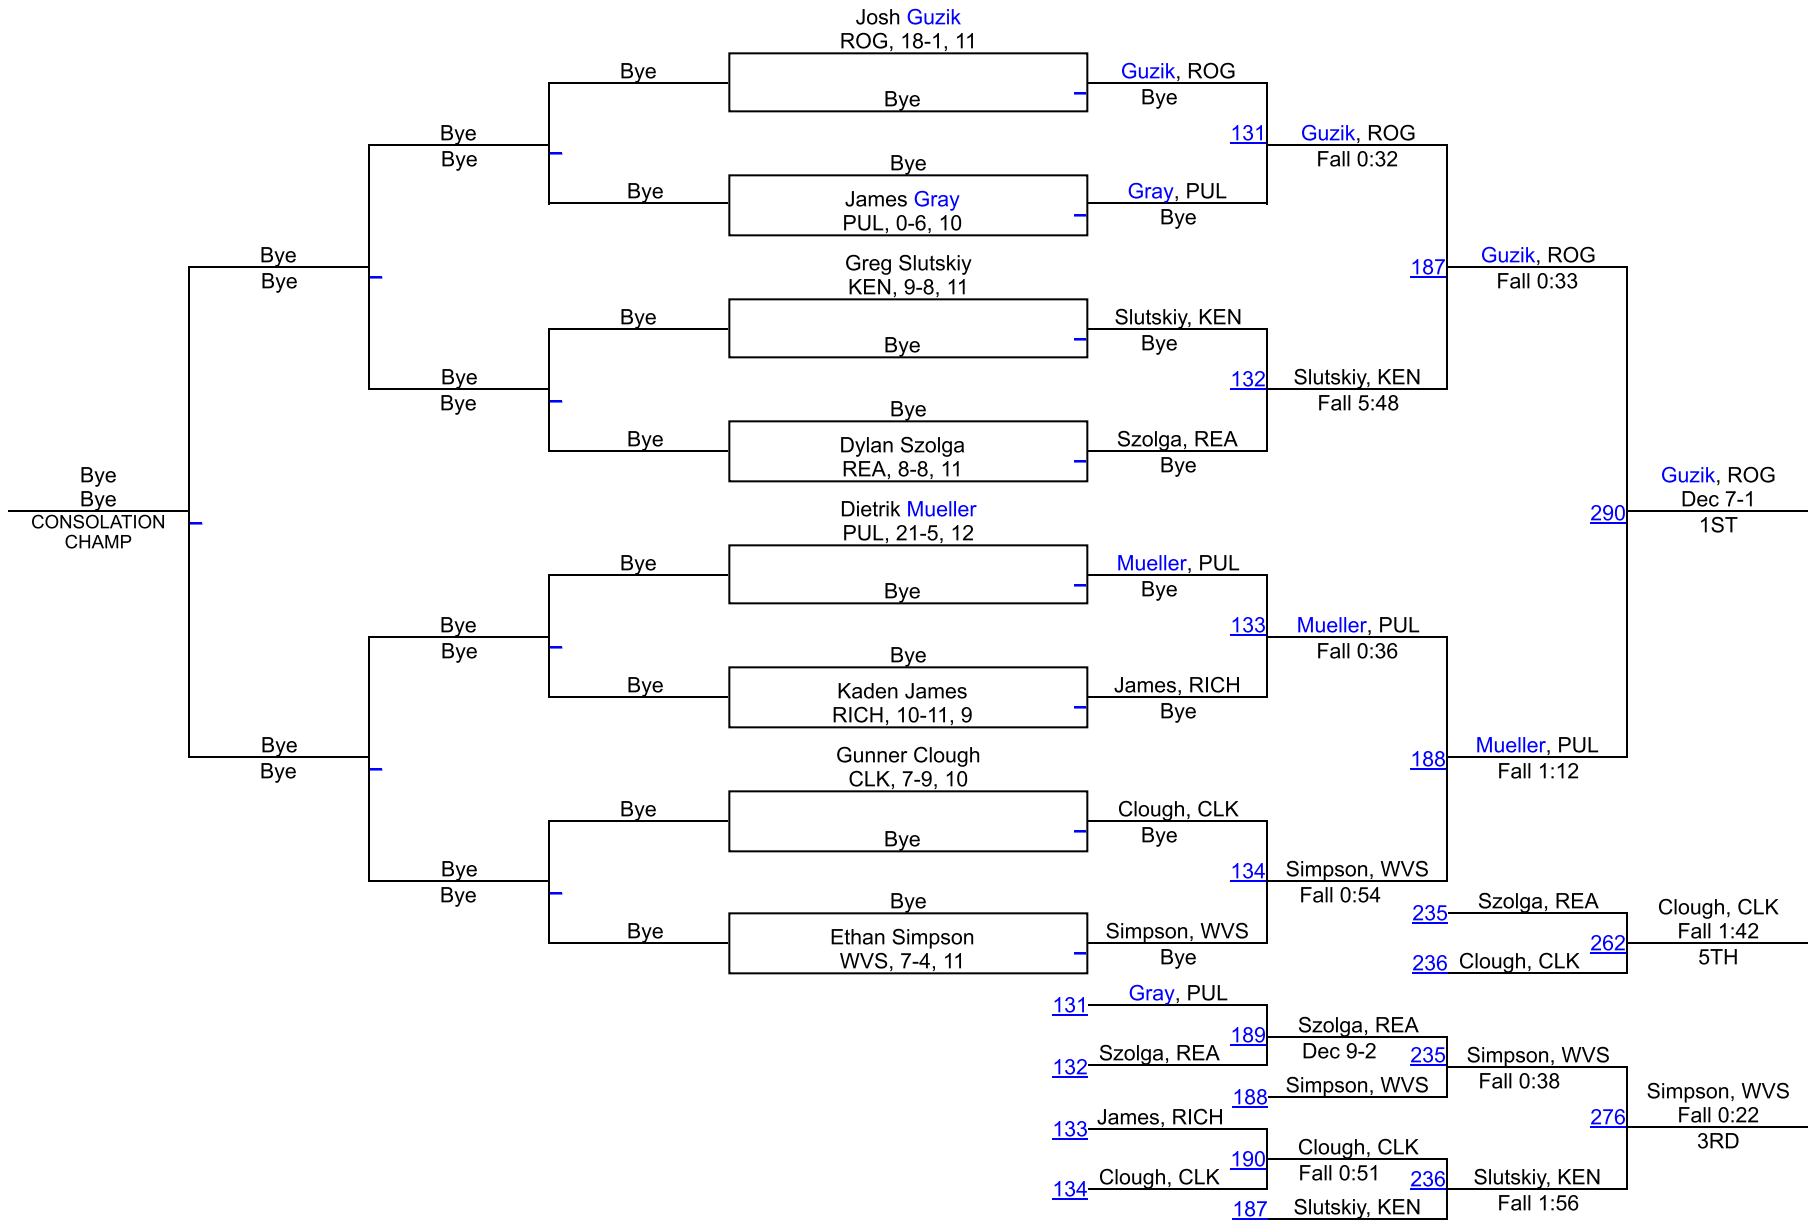 Josh Guzik
ROG, 18-1, 11
Bye
Bye
Guzik, ROG
Bye
Bye
Bye
131
Guzik, ROG
Fall 0:32
Bye
Bye
James Gray
PUL, 0-6, 10
Gray, PUL
Bye
Bye
Bye
Greg Slutskiy
KEN, 9-8, 11
187
Guzik, ROG
Fall 0:33
Bye
Bye
Slutskiy, KEN
Bye
Bye
Bye
132
Slutskiy, KEN
Fall 5:48
Bye
Bye
Dylan Szolga
REA, 8-8, 11
Szolga, REA
Bye
Bye
Bye
CONSOLATION
CHAMP
Dietrik Mueller
PUL, 21-5, 12
290
Guzik, ROG
Dec 7-1
1ST
Bye
Bye
Mueller, PUL
Bye
Bye
Bye
133
Mueller, PUL
Fall 0:36
Bye
Bye
Kaden James
RICH, 10-11, 9
James, RICH
Bye
Bye
Bye
Gunner Clough
CLK, 7-9, 10
188
Mueller, PUL
Fall 1:12
Bye
Bye
Clough, CLK
Bye
Bye
Bye
134
Simpson, WVS
Fall 0:54
Bye
Bye
Ethan Simpson
WVS, 7-4, 11
Simpson, WVS
Bye
235
Szolga, REA
236
Clough, CLK
262
Clough, CLK
Fall 1:42
5TH
131
Gray, PUL
132
Szolga, REA
189
Szolga, REA
Dec 9-2
188
Simpson, WVS
235
Simpson, WVS
Fall 0:38
133
James, RICH
134
Clough, CLK
190
Clough, CLK
Fall 0:51
187
Slutskiy, KEN
236
Slutskiy, KEN
Fall 1:56
276
Simpson, WVS
Fall 0:22
3RD